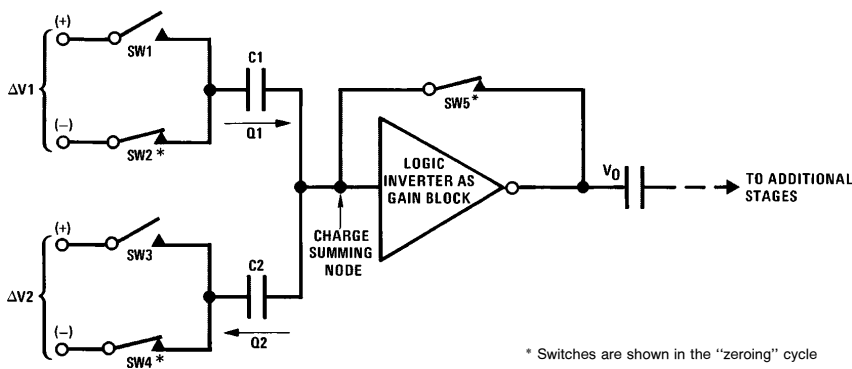 (+)
SW1
ΔV1
C1
Q1
(−)
SW2 *
SW5*
LOGIC
INVERTER AS
GAIN BLOCK
VO
TO ADDITIONAL
STAGES
CHARGE
SUMMING
NODE
(+)
SW3
ΔV2
C2
Q2
(−)
SW4 *
* Switches are shown in the ‘‘zeroing’’ cycle